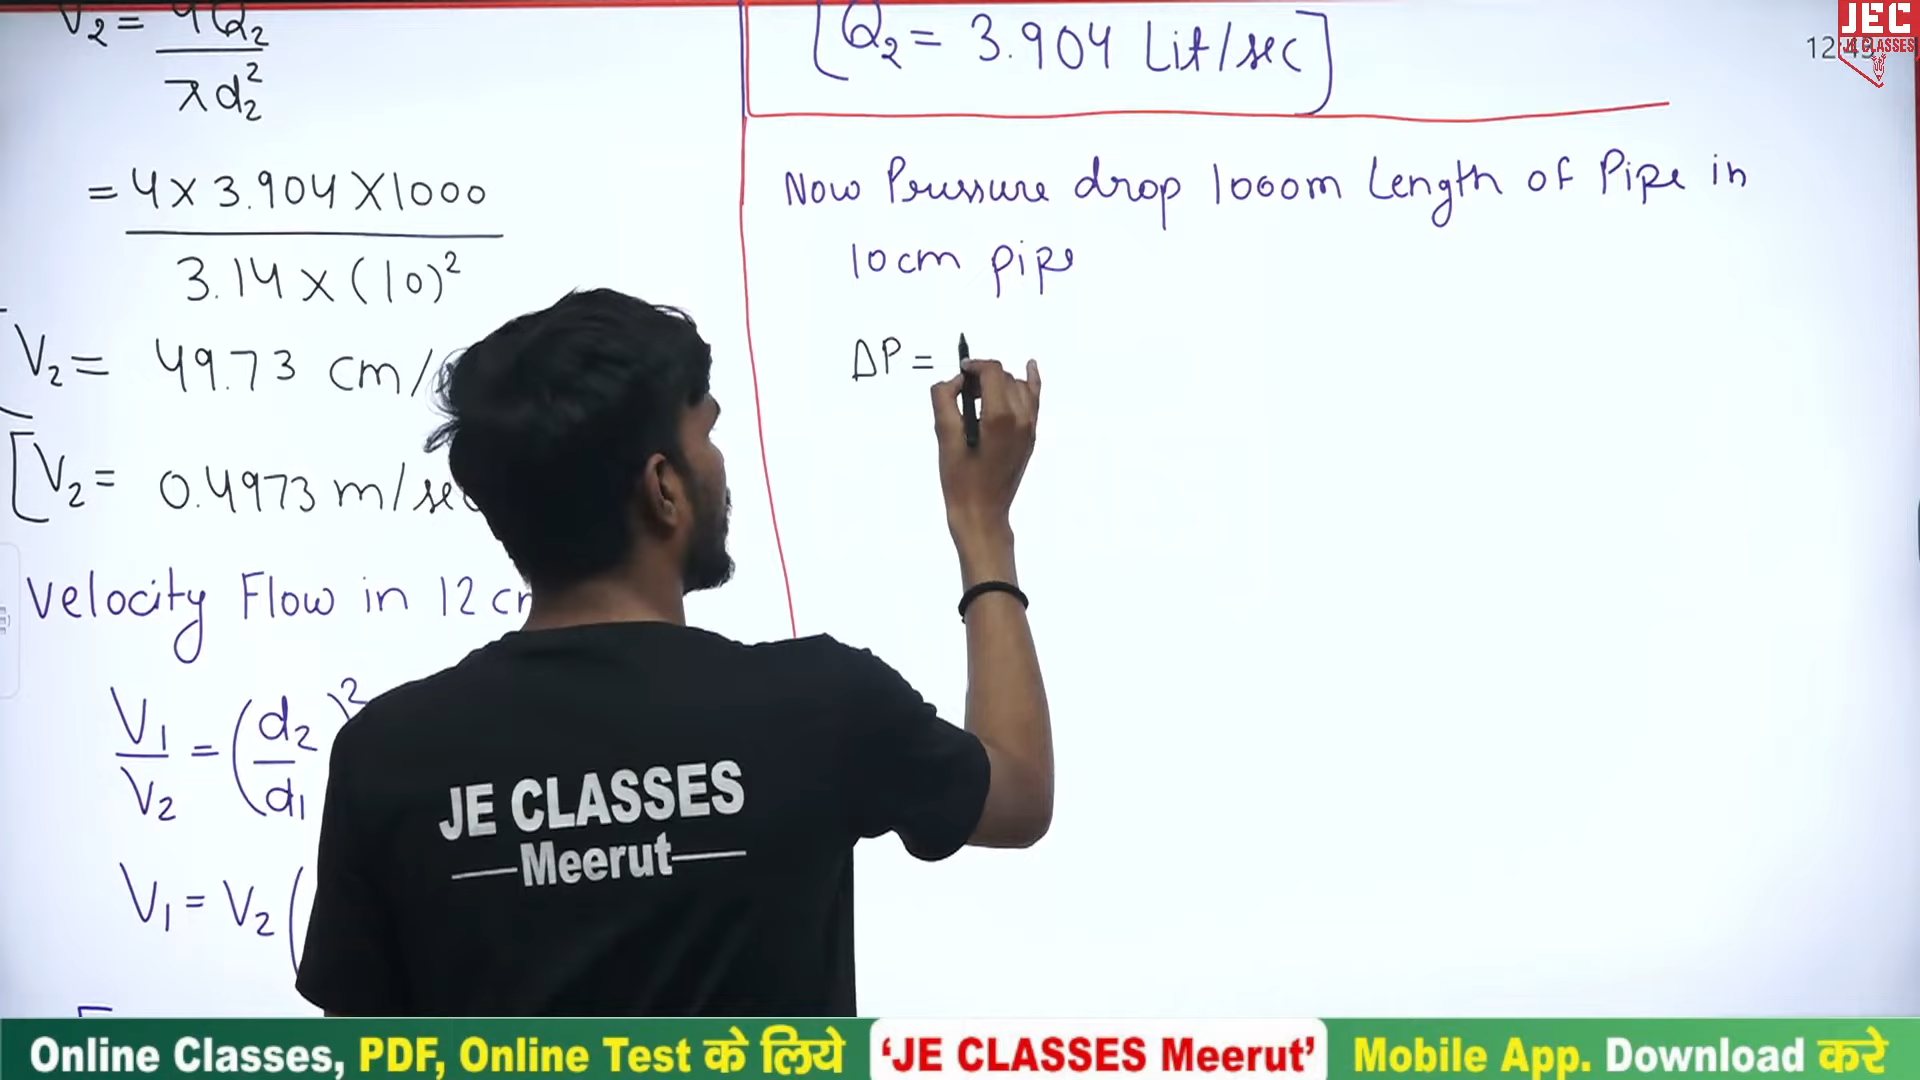 V₂ = 4Q₂
πd₂²
= 4 × 3.904 × 1000
3.14 × (10)²
V₂ = 49.73 cm/
[V₂ = 0.4973 m/sec
Velocity Flow in 12 cm
V₁ = (d₂ )²
V₂ d₁
V₁ = V₂ (
[Q₂ = 3.904 Lit/sec]
Now Pressure drop 1000m Length of Pipe in
10cm pipe
ΔP =
JEC
JE CLASSES
JE CLASSES
Meerut
Online Classes, PDF, Online Test के लिये 'JE CLASSES Meerut' Mobile App. Download करे